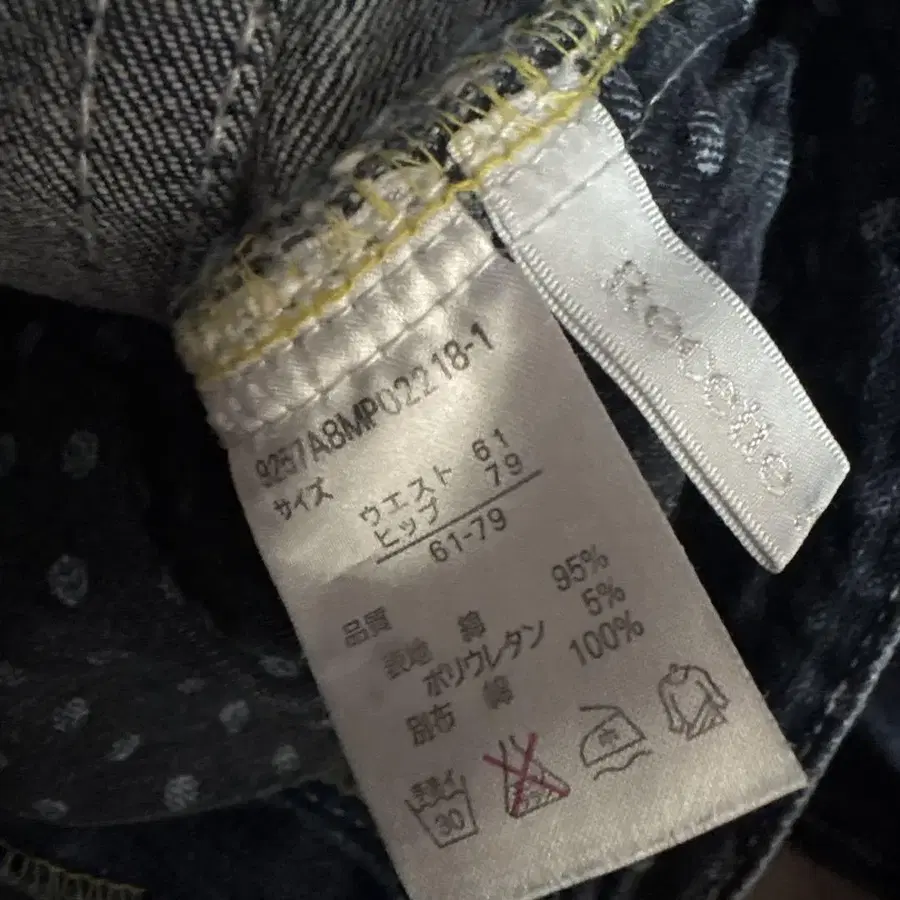 9257A8MP02218-1
サイズ
ウエスト 61
ヒップ 79
61-79
品質
表地 綿 95%
ポリウレタン 5%
別布 綿 100%
30
中